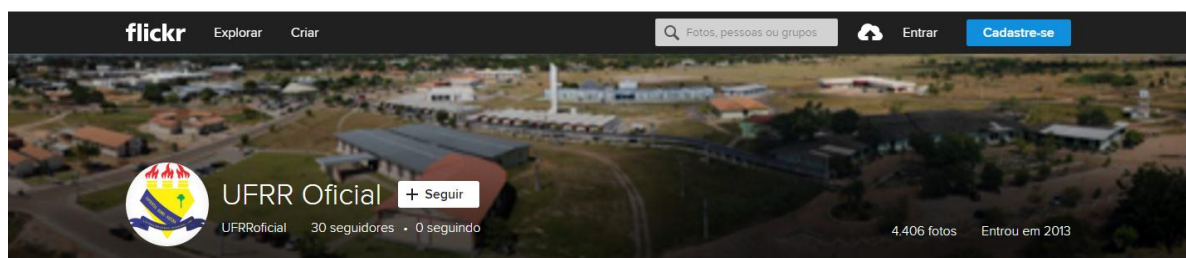 flickr Explorar Criar Fotos, pessoas ou grupos Entrar Cadastre-se
UFRR Oficial + Seguir
UFRRoficial 30 seguidores • 0 seguindo 4.406 fotos Entrou em 2013